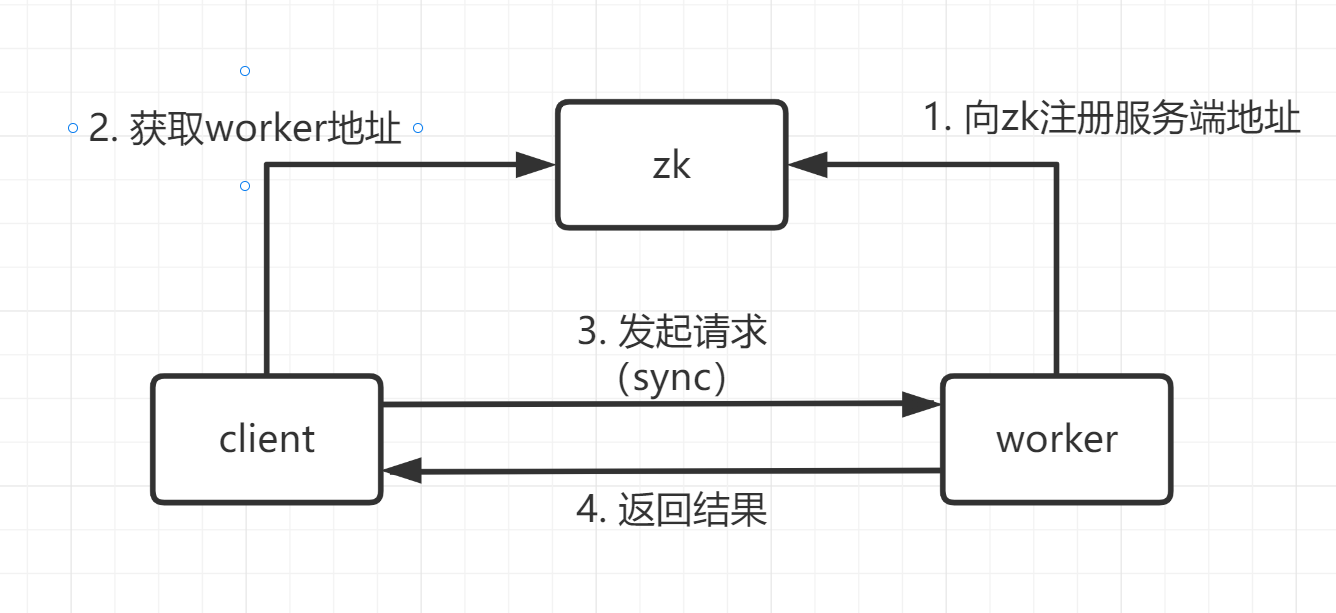 2. 获取worker地址
zk
1. 向zk注册服务端地址
3. 发起请求
（sync）
client
worker
4. 返回结果